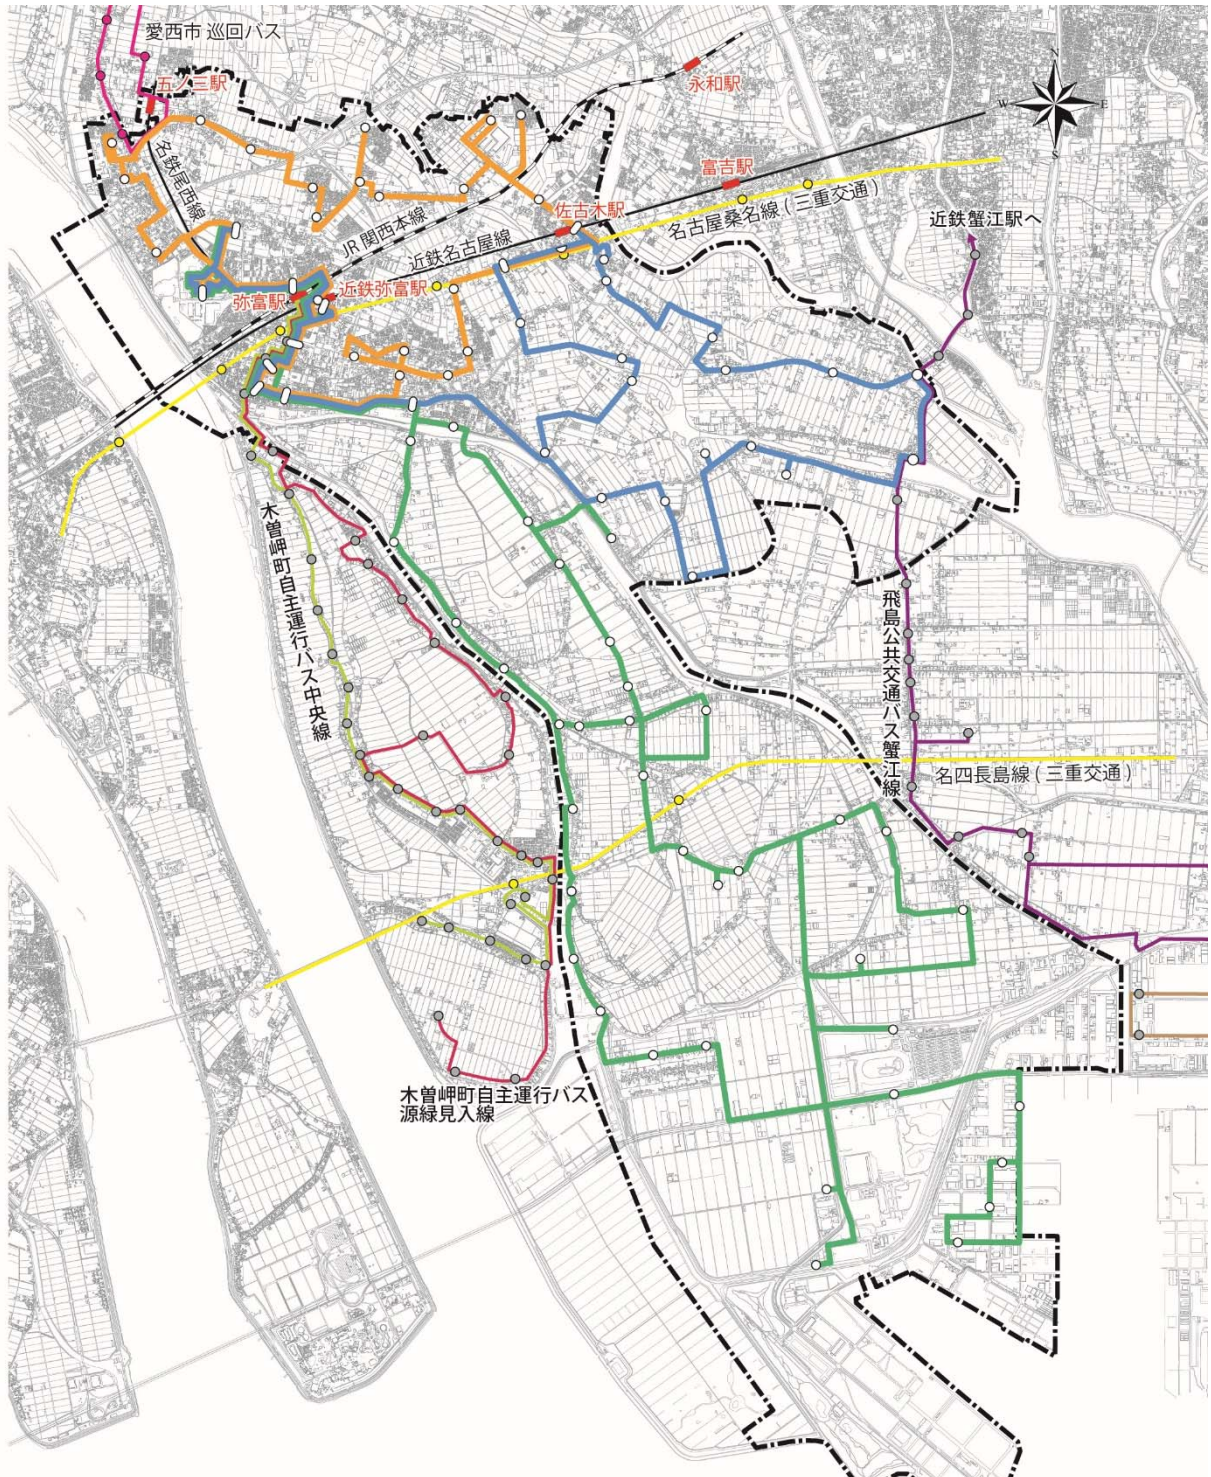 愛西市 巡回バス
五ノ三駅
永和駅
N
W
E
S
名鉄尾西線
富吉駅
佐古木駅
名古屋桑名線 ( 三重交通 )
JR 関西本線
近鉄名古屋線
近鉄蟹江駅へ
弥富駅
近鉄弥富駅
木曽岬町自主運行バス中央線
飛島公共交通バス蟹江線
名四長島線 ( 三重交通 )
木曽岬町自主運行バス
源緑見入線